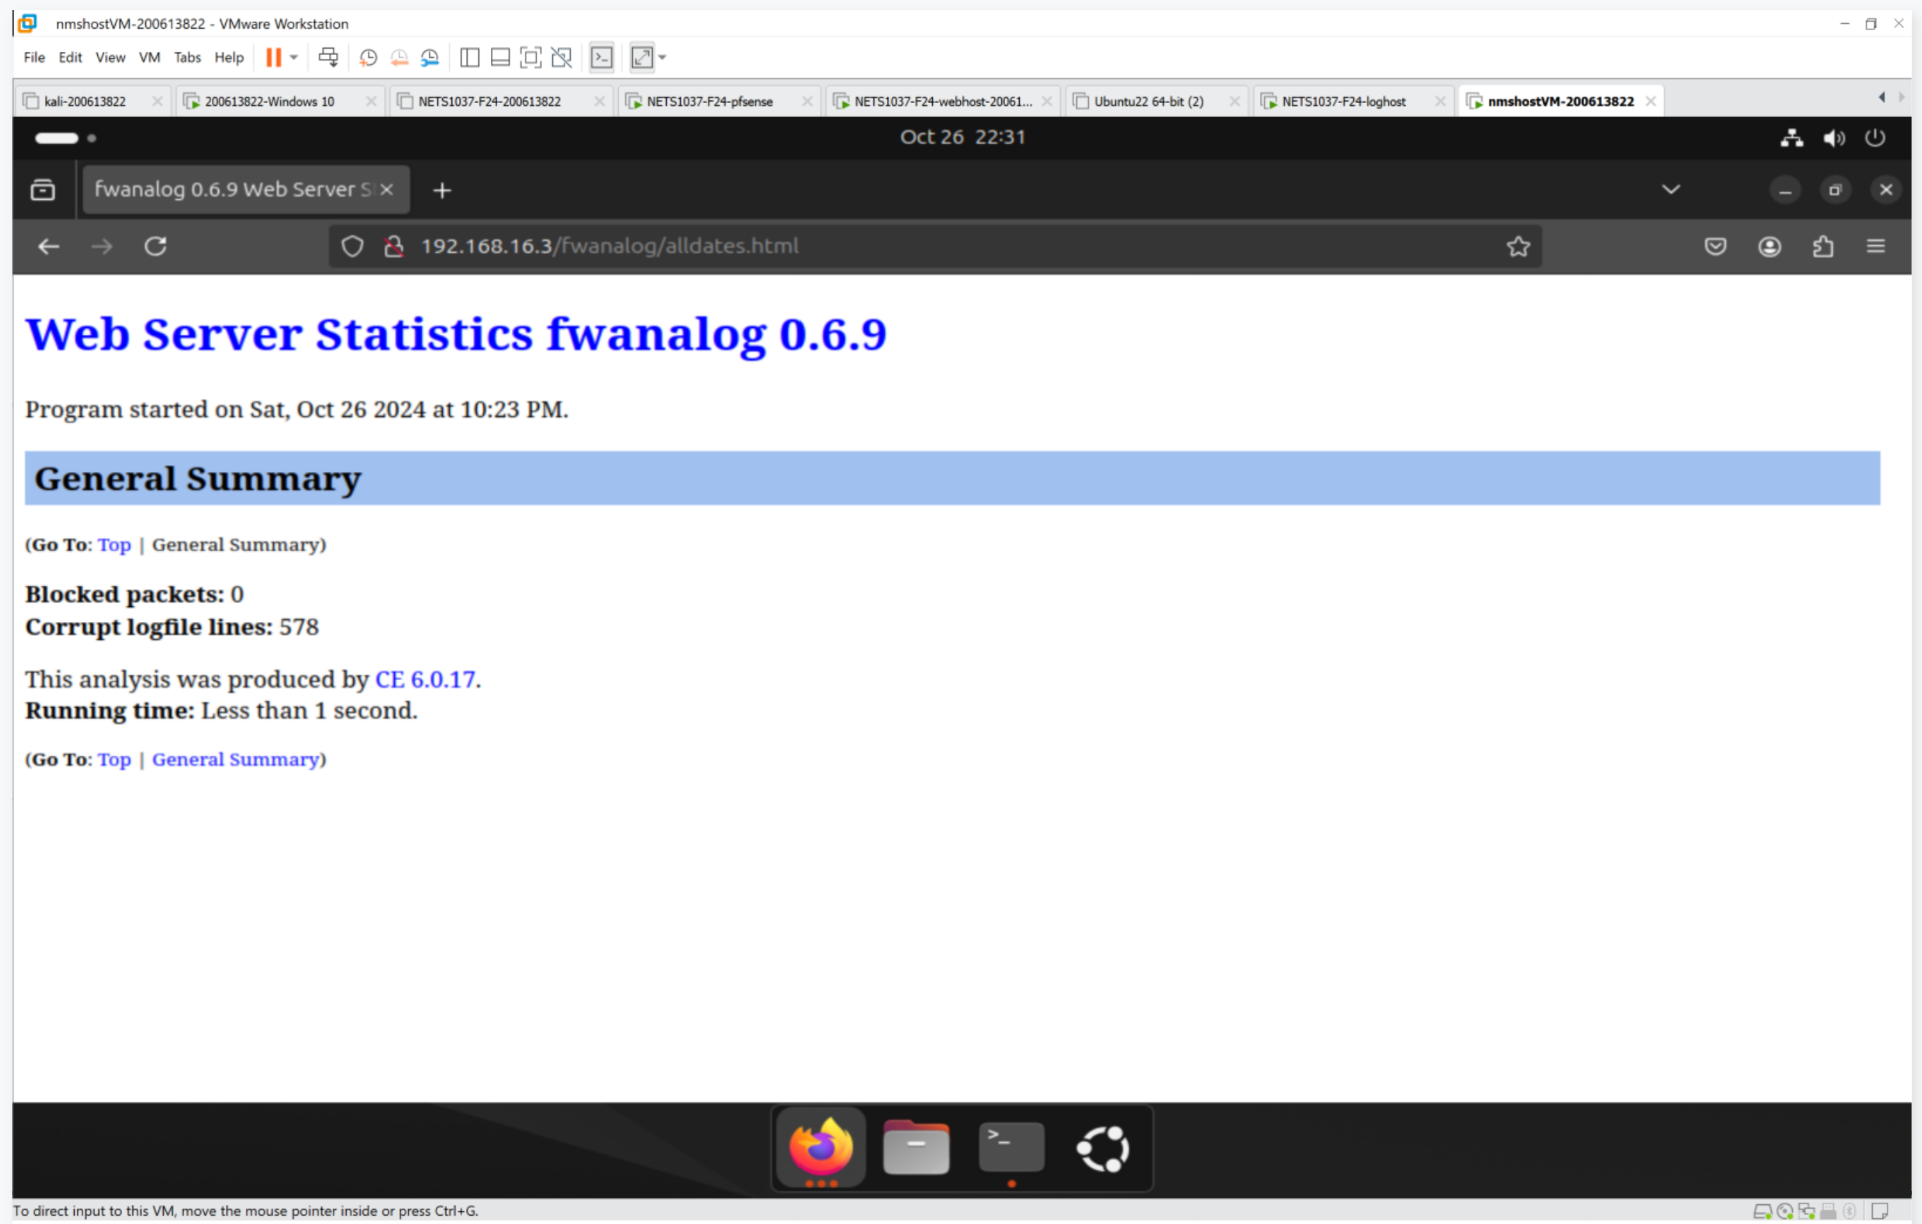 nmshostVM-200613822 - VMware Workstation
File Edit View VM Tabs Help
kali-200613822 200613822-Windows 10 NETS1037-F24-200613822 NETS1037-F24-pfsense NETS1037-F24-webhost-20061... Ubuntu22 64-bit (2) NETS1037-F24-loghost nmshostVM-200613822
Oct 26 22:31
fwanalog 0.6.9 Web Server S
192.168.16.3/fwanalog/alldates.html
Web Server Statistics fwanalog 0.6.9
Program started on Sat, Oct 26 2024 at 10:23 PM.
General Summary
(Go To: Top | General Summary)
Blocked packets: 0
Corrupt logfile lines: 578
This analysis was produced by CE 6.0.17.
Running time: Less than 1 second.
(Go To: Top | General Summary)
To direct input to this VM, move the mouse pointer inside or press Ctrl+G.